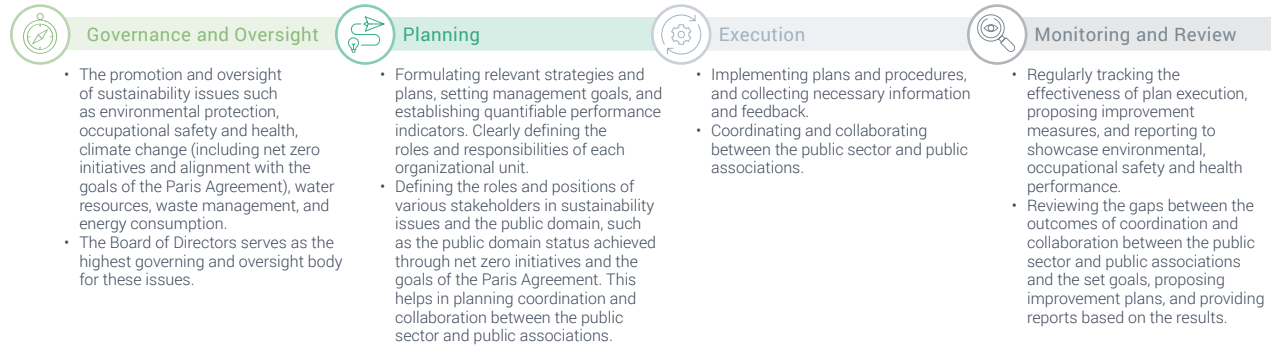 Governance and Oversight
• The promotion and oversight
of sustainability issues such
as environmental protection,
occupational safety and health,
climate change (including net zero
initiatives and alignment with the
goals of the Paris Agreement), water
resources, waste management, and
energy consumption.
• The Board of Directors serves as the
highest governing and oversight body
for these issues.
Planning
• Formulating relevant strategies and
plans, setting management goals, and
establishing quantifiable performance
indicators. Clearly defining the
roles and responsibilities of each
organizational unit.
• Defining the roles and positions of
various stakeholders in sustainability
issues and the public domain, such
as the public domain status achieved
through net zero initiatives and the
goals of the Paris Agreement. This
helps in planning coordination and
collaboration between the public
sector and public associations.
Execution
• Implementing plans and procedures,
and collecting necessary information
and feedback.
• Coordinating and collaborating
between the public sector and public
associations.
Monitoring and Review
• Regularly tracking the
effectiveness of plan execution,
proposing improvement
measures, and reporting to
showcase environmental,
occupational safety and health
performance.
• Reviewing the gaps between the
outcomes of coordination and
collaboration between the public
sector and public associations
and the set goals, proposing
improvement plans, and providing
reports based on the results.